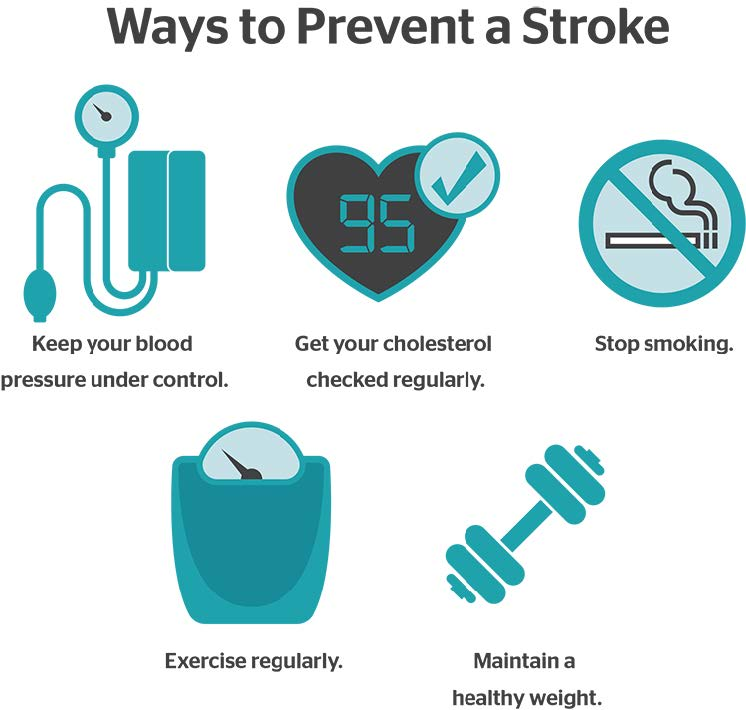 Ways to Prevent a Stroke
95
Keep your blood
pressure under control.
Get your cholesterol
checked regularly.
Stop smoking.
Exercise regularly.
Maintain a
healthy weight.